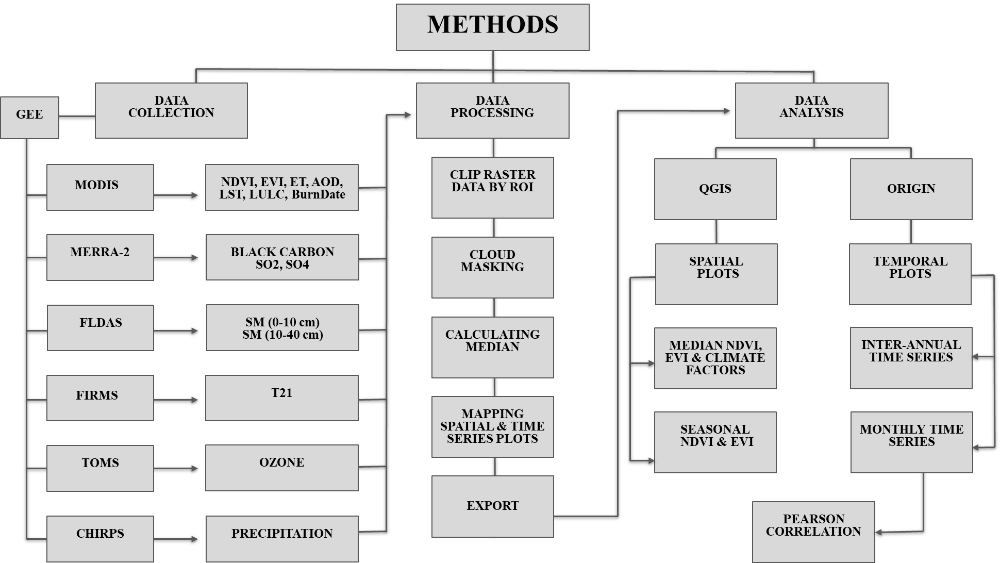 METHODS
GEE
DATA
COLLECTION
MODIS
NDVI, EVI, ET, AOD,
LST, LULC, BurnDate
MERRA-2
BLACK CARBON
SO2, SO4
FLDAS
SM (0-10 cm)
SM (10-40 cm)
FIRMS
T21
TOMS
OZONE
CHIRPS
PRECIPITATION
DATA
PROCESSING
CLIP RASTER
DATA BY ROI
CLOUD
MASKING
CALCULATING
MEDIAN
MAPPING
SPATIAL & TIME
SERIES PLOTS
EXPORT
DATA
ANALYSIS
QGIS
SPATIAL
PLOTS
MEDIAN NDVI,
EVI & CLIMATE
FACTORS
SEASONAL
NDVI & EVI
ORIGIN
TEMPORAL
PLOTS
INTER-ANNUAL
TIME SERIES
MONTHLY TIME
SERIES
PEARSON
CORRELATION